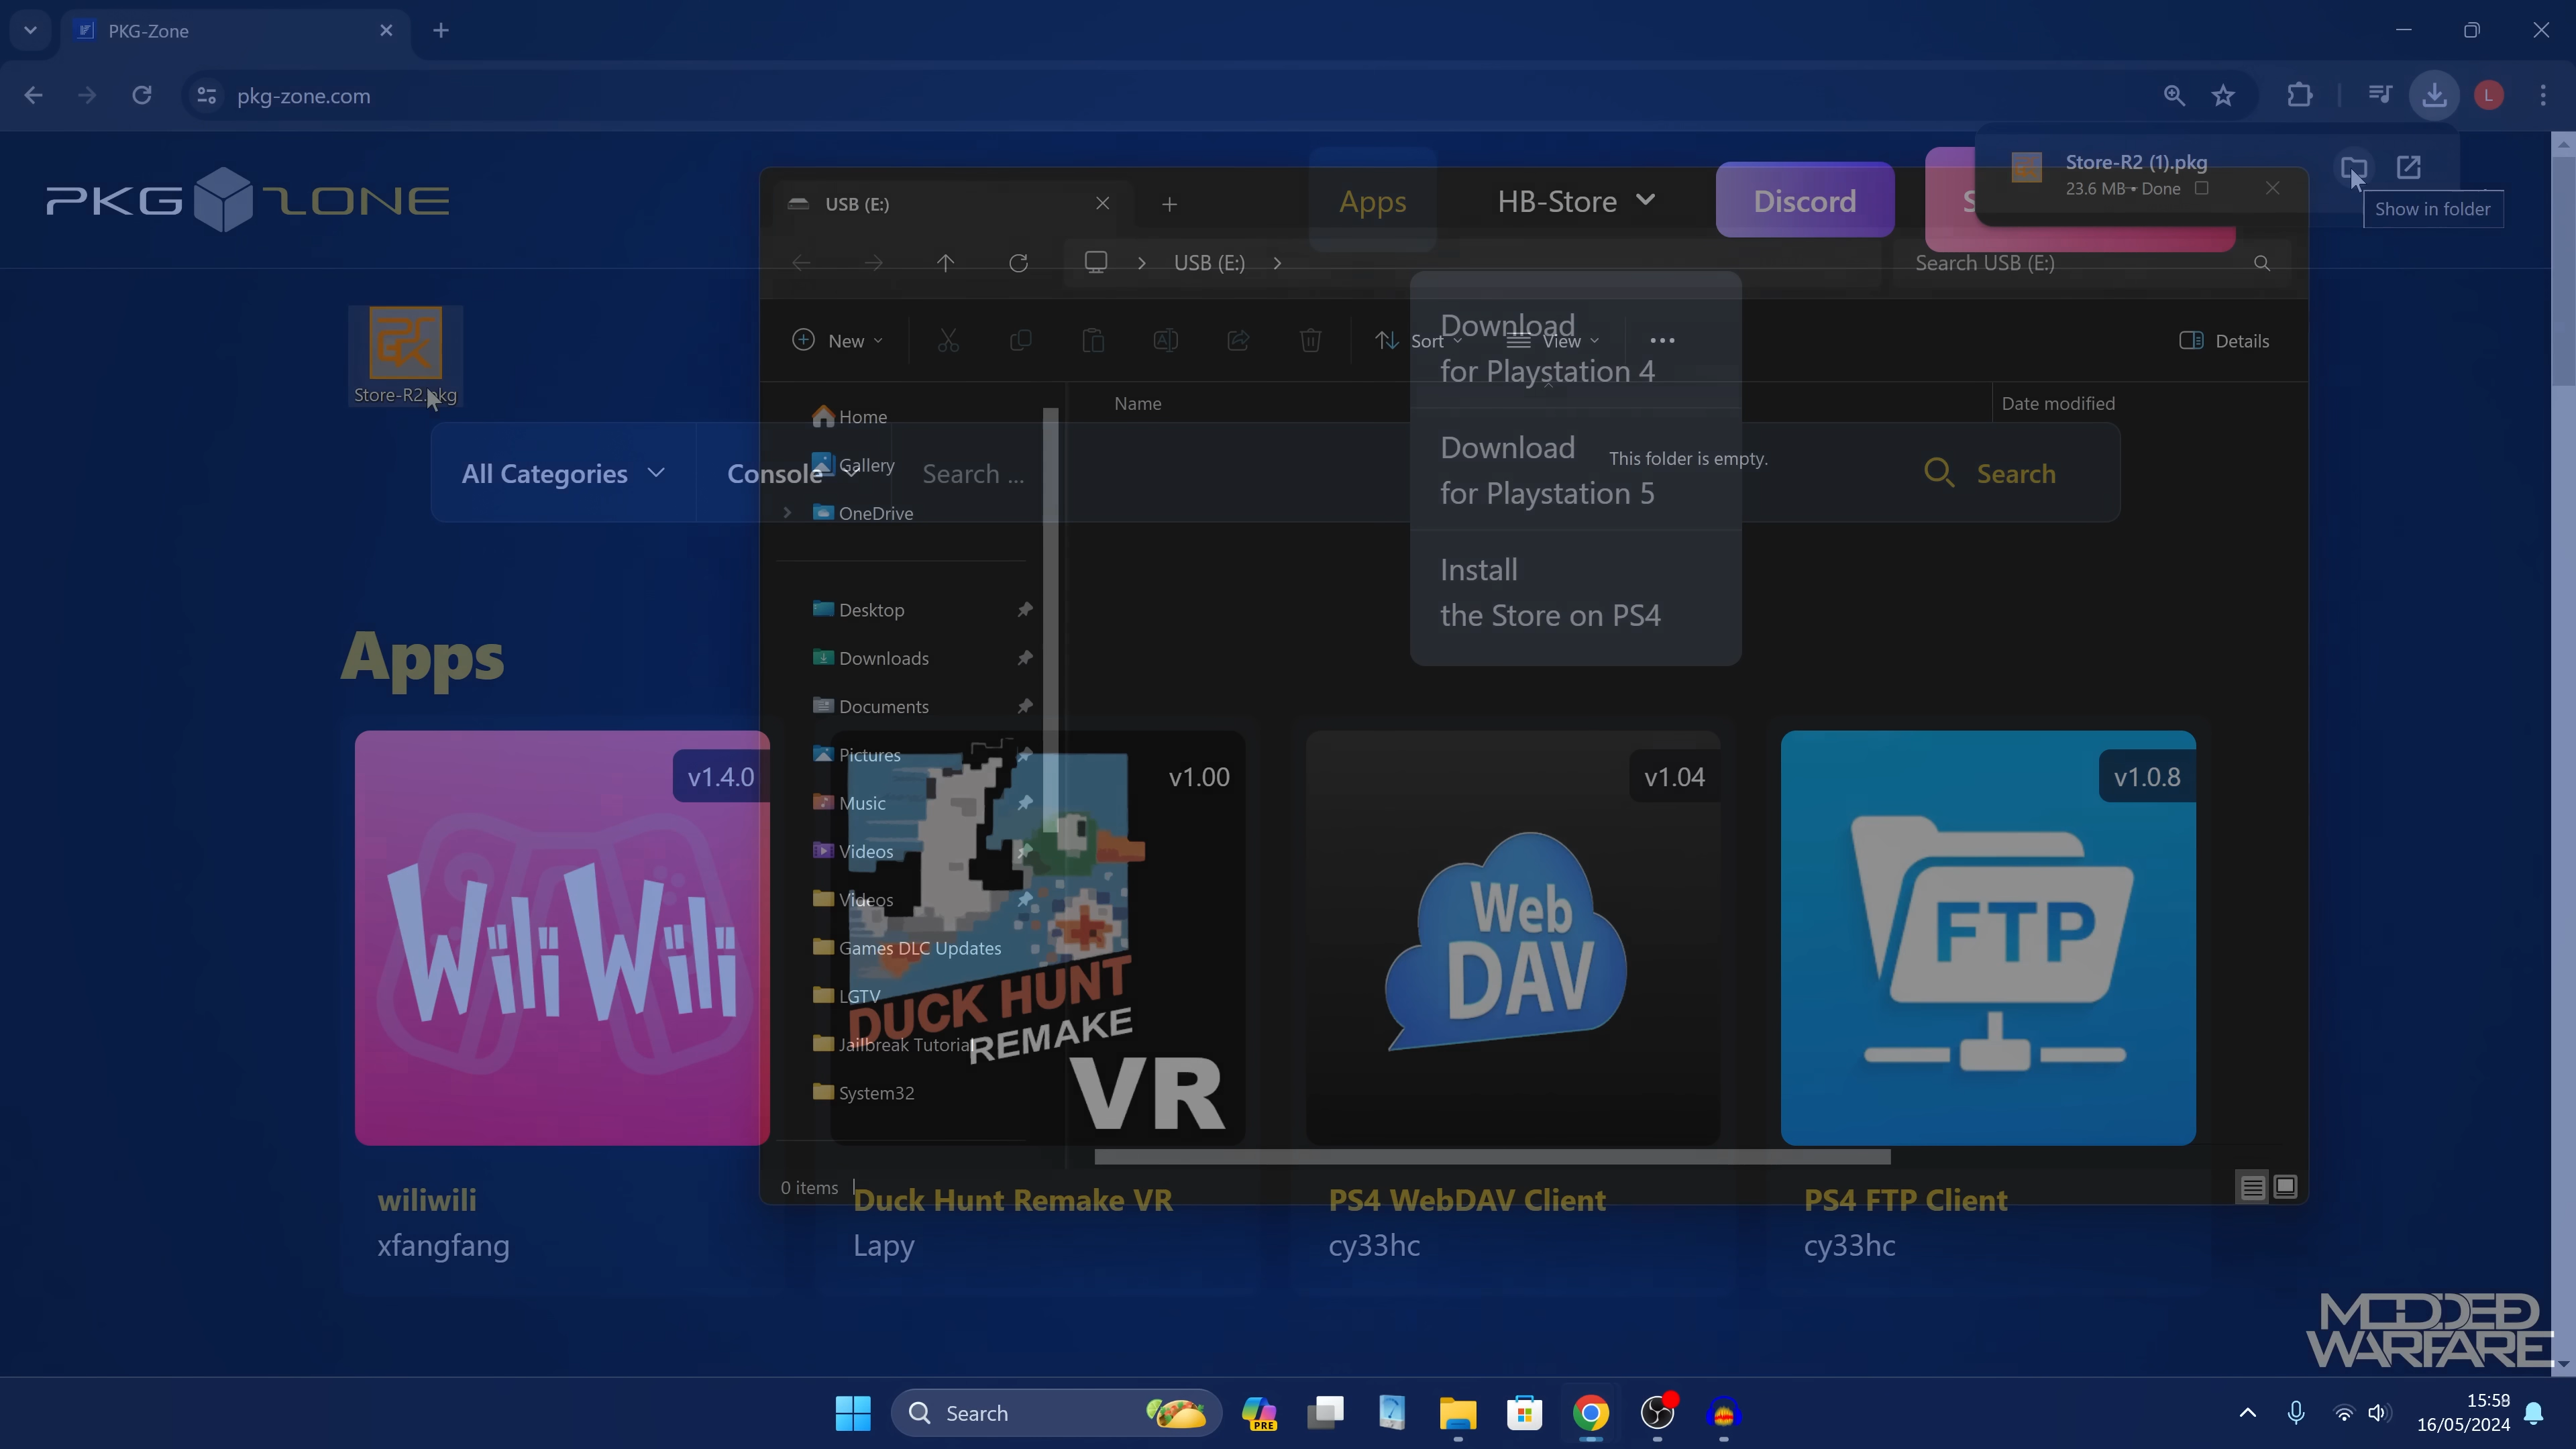 PKG-Zone
pkg-zone.com
PKG ZONE
Apps
HB-Store
Discord
S
Store-R2 (1).pkg
23.6 MB • Done
Show in folder
USB (E:)
USB (E:)
Search USB (E:)
New
Sort
View
Details
Store-R2.pkg
Download
for Playstation 4
Download
for Playstation 5
Install
the Store on PS4
Name
Date modified
This folder is empty.
All Categories
Console
Search ...
Search
Home
Gallery
OneDrive
Desktop
Downloads
Documents
Pictures
Music
Videos
Videos
Games DLC Updates
LGTV
Jailbreak Tutorial
System32
0 items
Apps
v1.4.0
WiliWili
wiliwili
xfangfang
v1.00
DUCK HUNT
REMAKE
VR
Duck Hunt Remake VR
Lapy
v1.04
Web
DAV
PS4 WebDAV Client
cy33hc
v1.0.8
FTP
PS4 FTP Client
cy33hc
MODDED
WARFARE
Search
PRE
15:58
16/05/2024
L